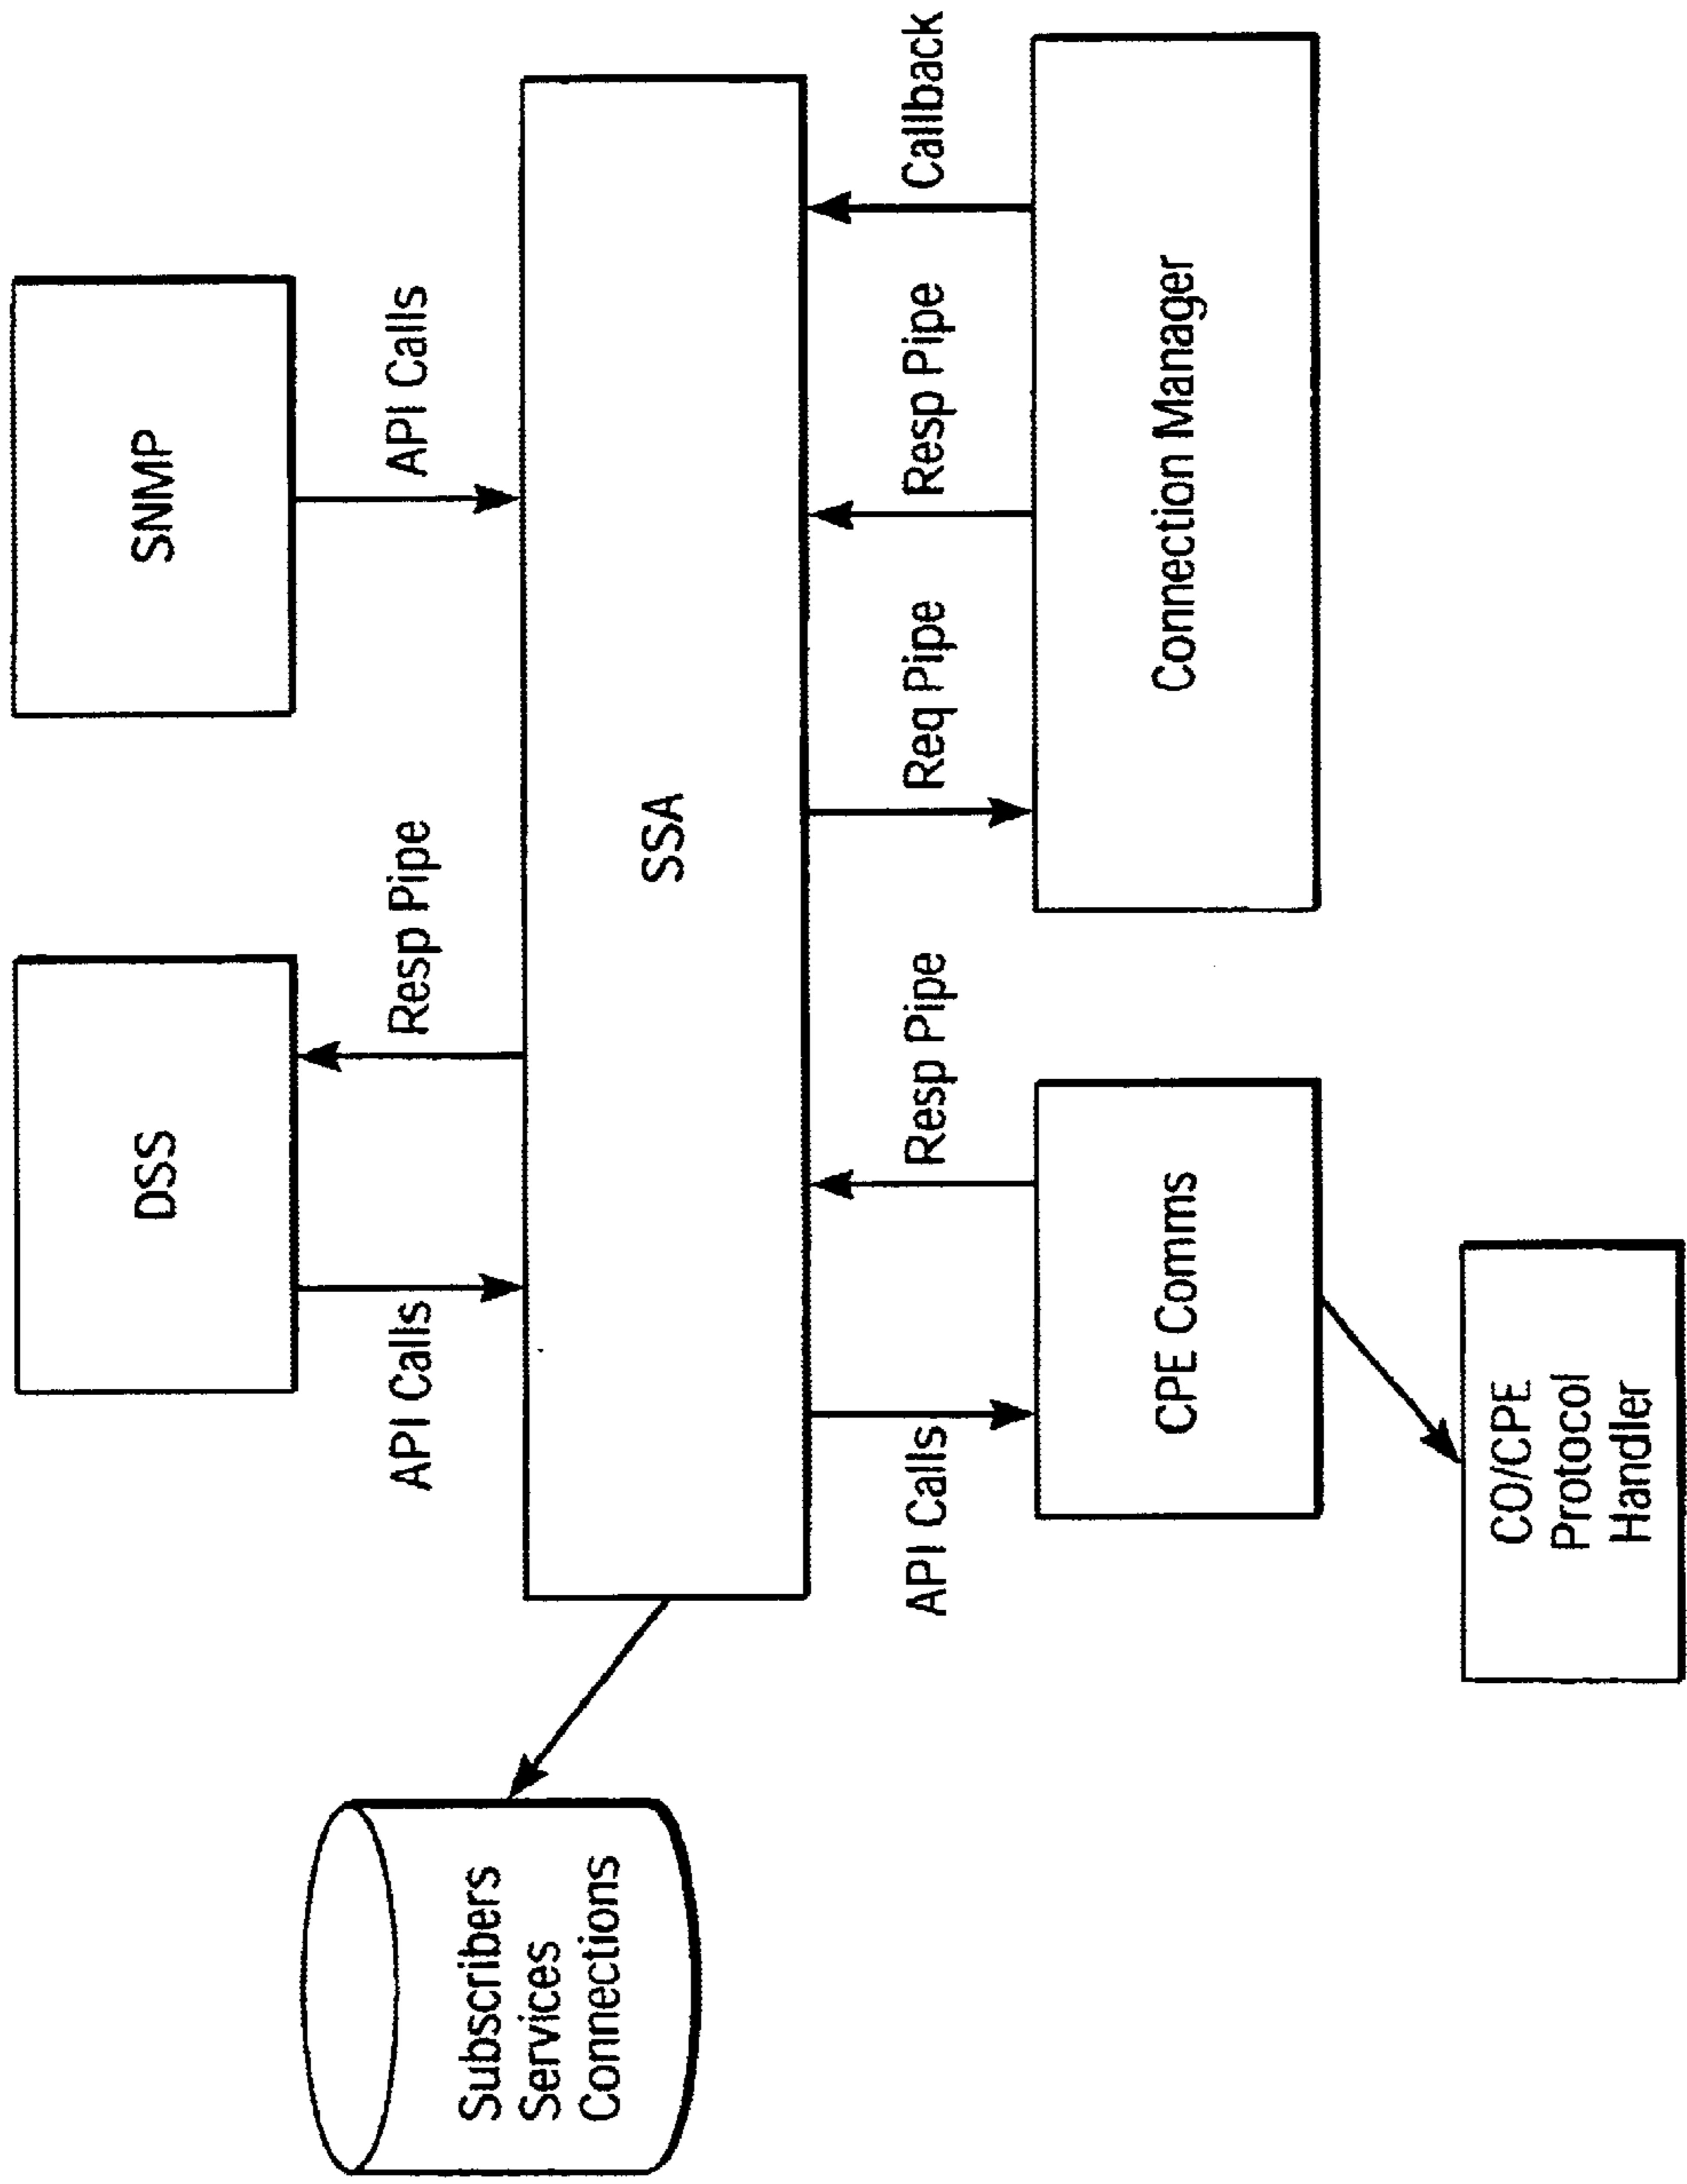 DSS
SNMP
API Calls
Resp Pipe
API Calls
SSA
Subscribers
Services
Connections
API Calls
Resp Pipe
Req Pipe
Resp Pipe
Callback
CPE Comms
Connection Manager
CO/CPE
Protocol
Handler